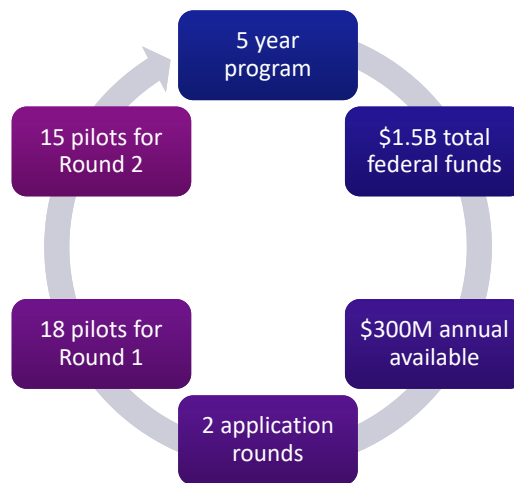 5 year
program
$1.5B total
federal funds
$300M annual
available
2 application
rounds
18 pilots for
Round 1
15 pilots for
Round 2